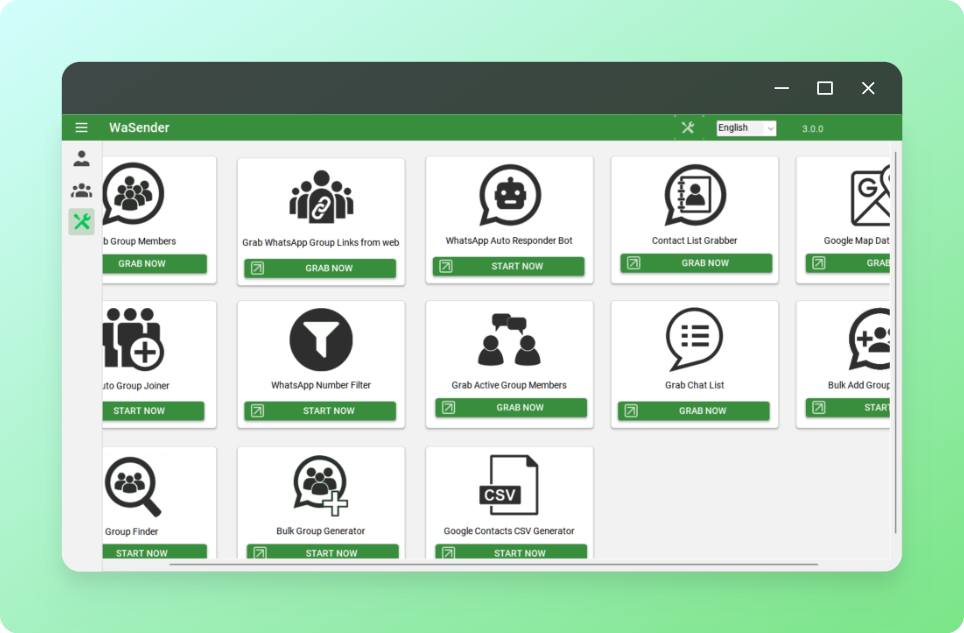 WaSender
English
3.0.0
b Group Members
GRAB NOW
Grab WhatsApp Group Links from web
GRAB NOW
WhatsApp Auto Responder Bot
START NOW
Contact List Grabber
GRAB NOW
G
Google Map Dat
GRAB
uto Group Joiner
START NOW
WhatsApp Number Filter
START NOW
Grab Active Group Members
GRAB NOW
Grab Chat List
GRAB NOW
Bulk Add Group
START
Group Finder
START NOW
Bulk Group Generator
START NOW
CSV
Google Contacts CSV Generator
START NOW